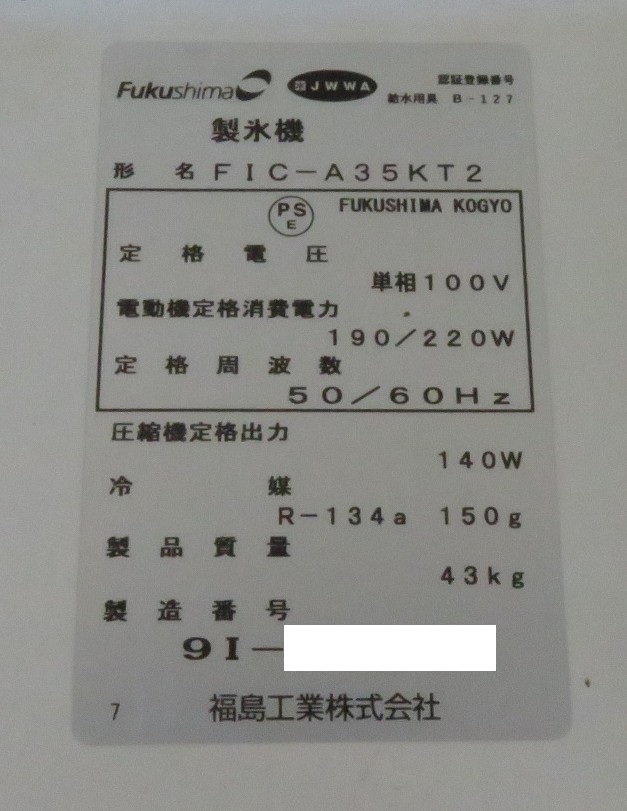 Fukushima JWWA 認証登録番号
給水用具 B-127
製氷機
形名 FIC-A35KT2
PS E FUKUSHIMA KOGYO
定格電圧
単相100V
電動機定格消費電力
190/220W
定格周波数
50/60Hz
圧縮機定格出力
140W
冷媒
R-134a 150g
製品質量
43kg
製造番号
9I-
7 福島工業株式会社